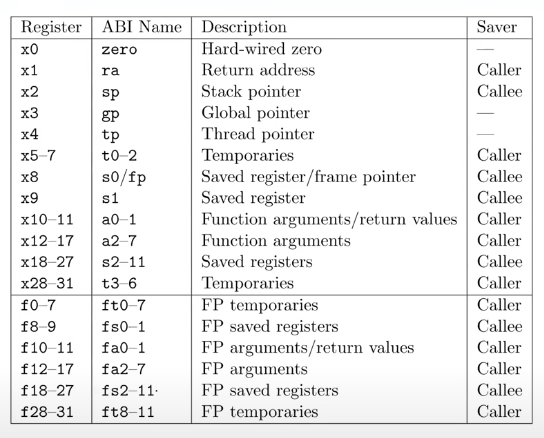 Register ABI Name Description Saver
x0 zero Hard-wired zero —
x1 ra Return address Caller
x2 sp Stack pointer Callee
x3 gp Global pointer —
x4 tp Thread pointer —
x5–7 t0–2 Temporaries Caller
x8 s0/fp Saved register/frame pointer Callee
x9 s1 Saved register Callee
x10–11 a0–1 Function arguments/return values Caller
x12–17 a2–7 Function arguments Caller
x18–27 s2–11 Saved registers Callee
x28–31 t3–6 Temporaries Caller
f0–7 ft0–7 FP temporaries Caller
f8–9 fs0–1 FP saved registers Callee
f10–11 fa0–1 FP arguments/return values Caller
f12–17 fa2–7 FP arguments Caller
f18–27 fs2–11 FP saved registers Callee
f28–31 ft8–11 FP temporaries Caller